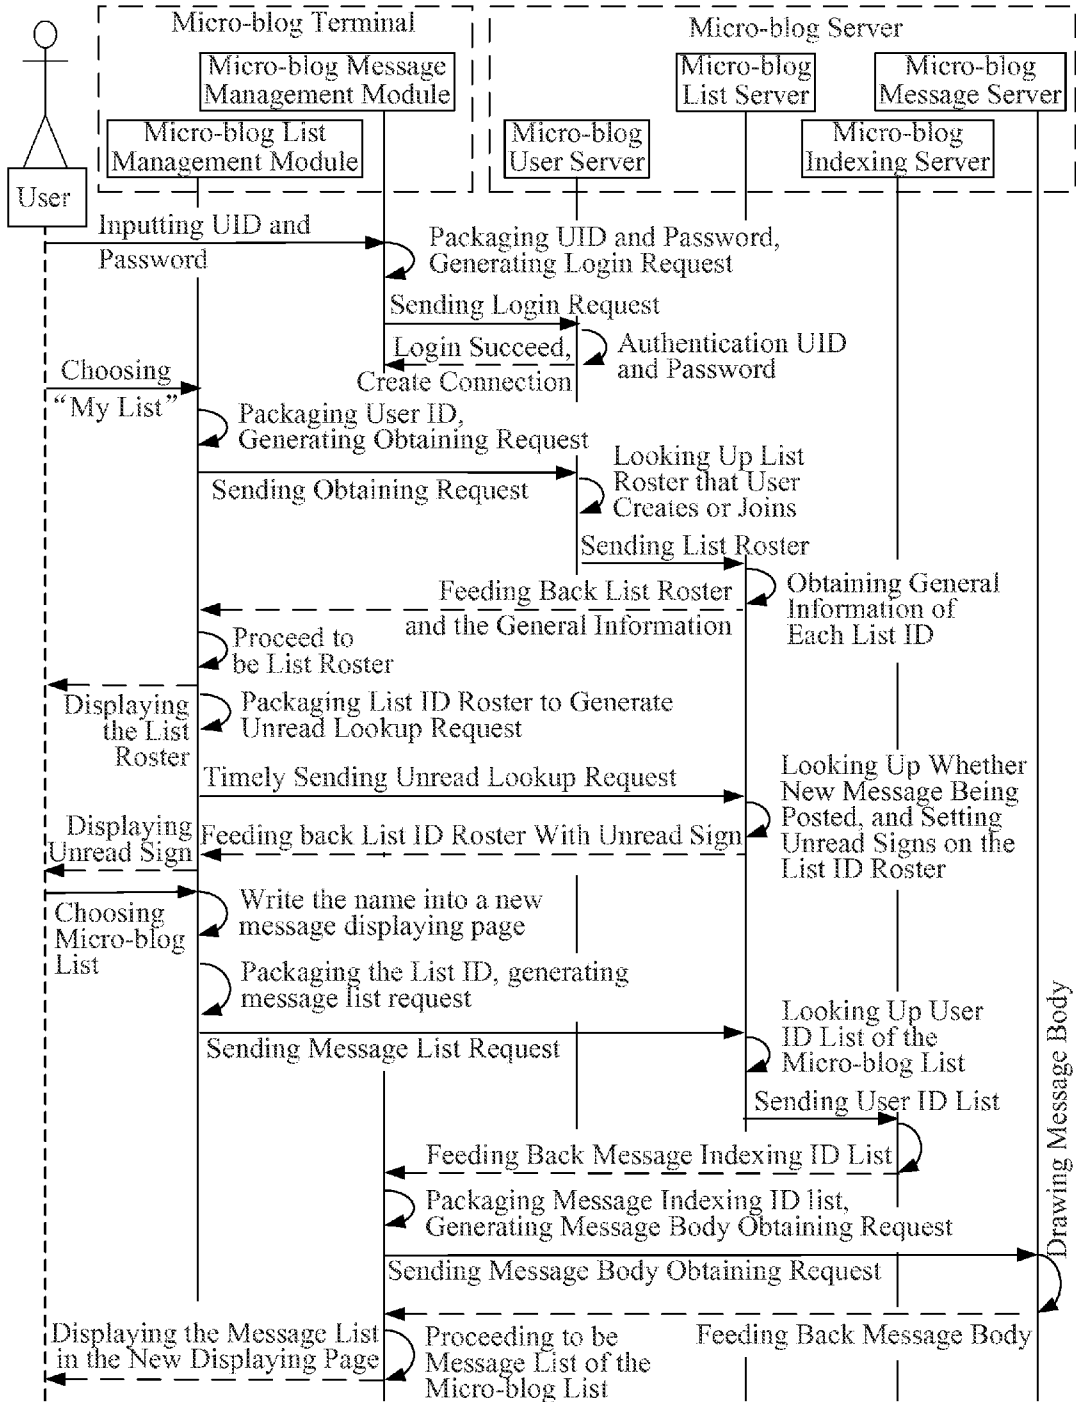 Micro-blog Terminal
Micro-blog Server
Micro-blog Message
Management Module
Micro-blog
List Server
Micro-blog
Message Server
Micro-blog List
Management Module
Micro-blog
User Server
Micro-blog
Indexing Server
User
Inputting UID and
Password
Packaging UID and Password,
Generating Login Request
Sending Login Request
Login Succeed,
Create Connection
Authentication UID
and Password
Choosing
“My List”
Packaging User ID,
Generating Obtaining Request
Sending Obtaining Request
Looking Up List
Roster that User
Creates or Joins
Sending List Roster
Feeding Back List Roster
and the General Information
Obtaining General
Information of
Each List ID
Proceed to
be List Roster
Displaying
the List
Roster
Packaging List ID Roster to Generate
Unread Lookup Request
Timely Sending Unread Lookup Request
Looking Up Whether
New Message Being
Posted, and Setting
Unread Signs on the
List ID Roster
Displaying
Unread Sign
Feeding back List ID Roster With Unread Sign
Choosing
Micro-blog
List
Write the name into a new
message displaying page
Packaging the List ID, generating
message list request
Sending Message List Request
Looking Up User
ID List of the
Micro-blog List
Sending User ID List
Feeding Back Message Indexing ID List
Packaging Message Indexing ID list,
Generating Message Body Obtaining Request
Sending Message Body Obtaining Request
Drawing Message Body
Feeding Back Message Body
Displaying the Message List
in the New Displaying Page
Proceeding to be
Message List of the
Micro-blog List